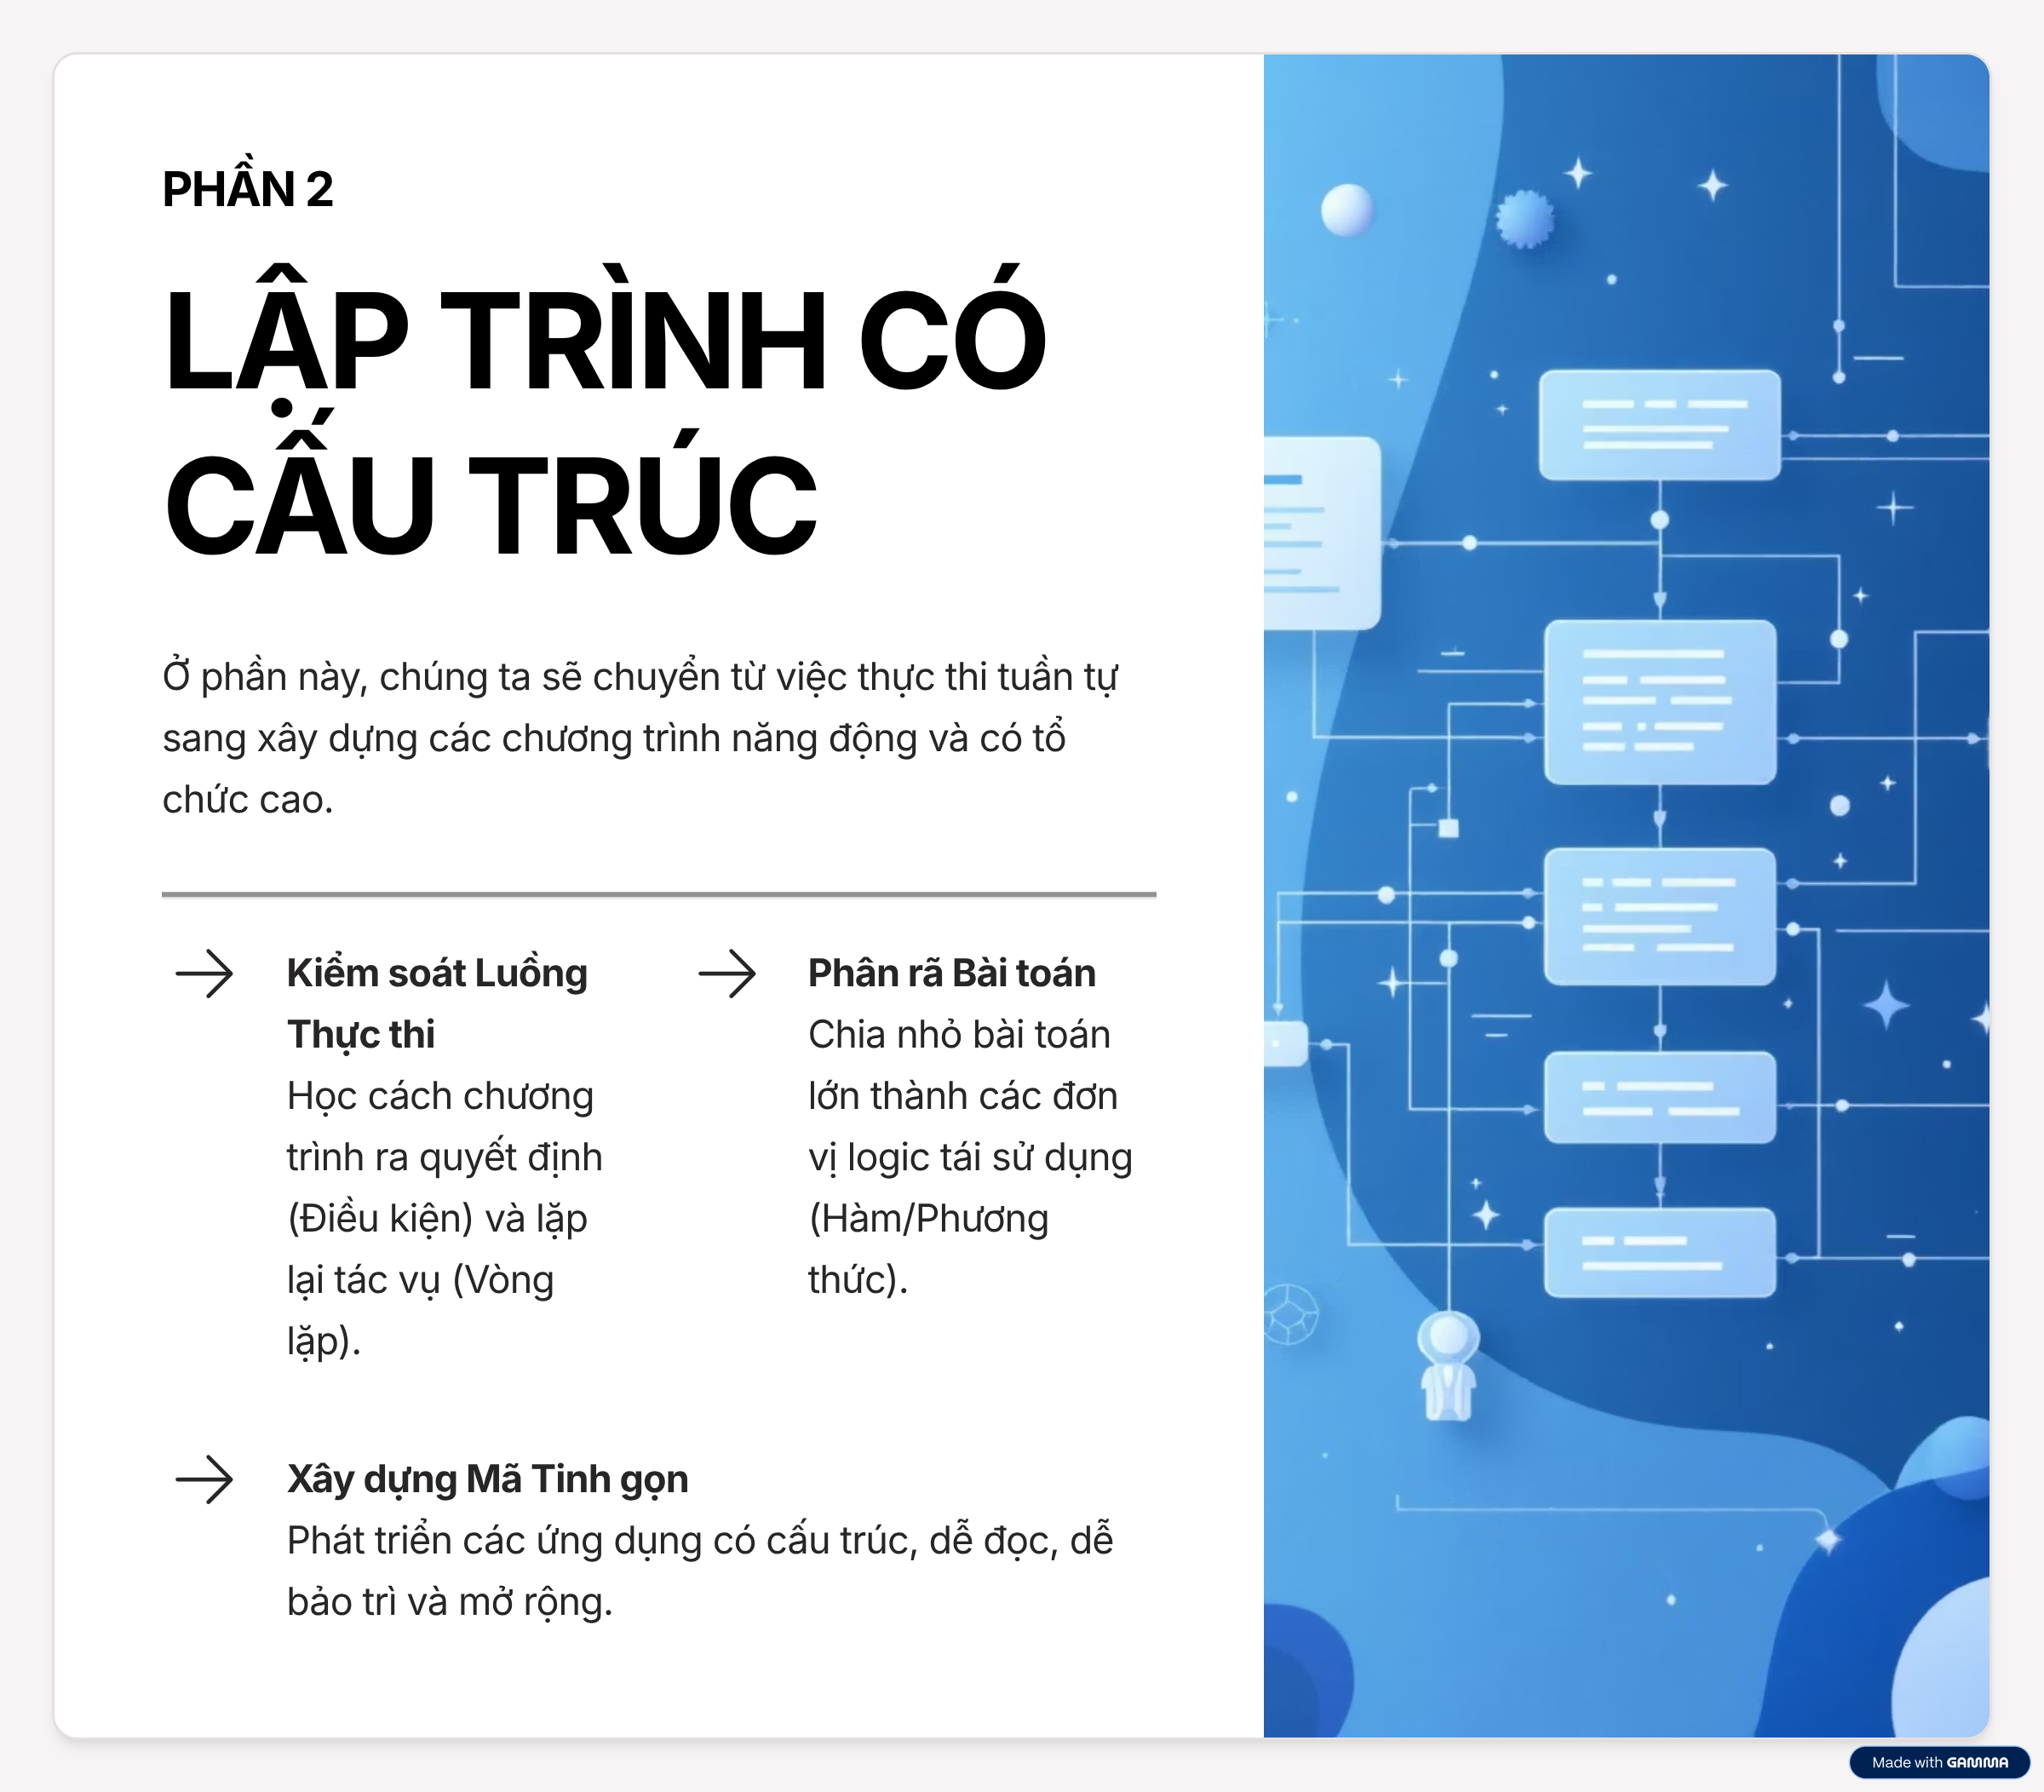 PHẦN 2
LẬP TRÌNH CÓ
CẤU TRÚC
Ở phần này, chúng ta sẽ chuyển từ việc thực thi tuần tự
sang xây dựng các chương trình năng động và có tổ
chức cao.
Kiểm soát Luồng
Thực thi
Học cách chương
trình ra quyết định
(Điều kiện) và lặp
lại tác vụ (Vòng
lặp).
Phân rã Bài toán
Chia nhỏ bài toán
lớn thành các đơn
vị logic tái sử dụng
(Hàm/Phương
thức).
Xây dựng Mã Tinh gọn
Phát triển các ứng dụng có cấu trúc, dễ đọc, dễ
bảo trì và mở rộng.
Made with GAMMA